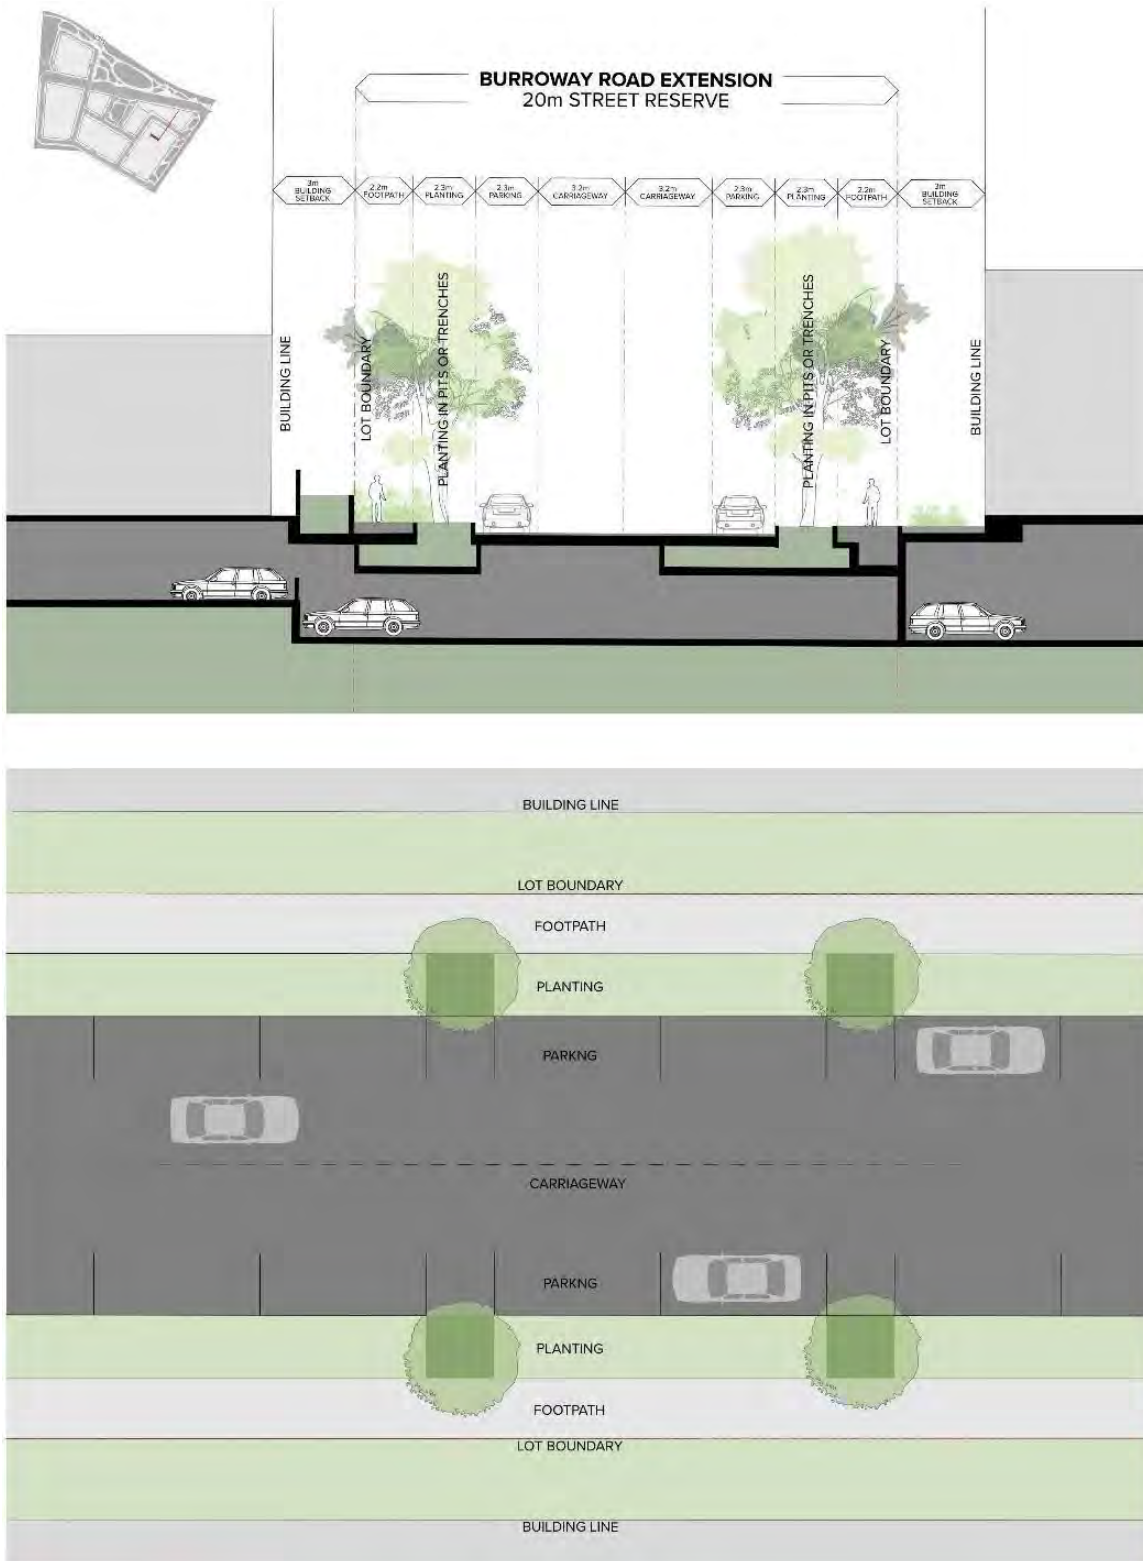 BURROWAY ROAD EXTENSION
20m STREET RESERVE
3m
BUILDING
SETBACK
2.2m
FOOTPATH
2.3m
PLANTING
2.3m
PARKING
3.2m
CARRIAGEWAY
3.2m
CARRIAGEWAY
2.3m
PARKING
2.3m
PLANTING
2.2m
FOOTPATH
3m
BUILDING
SETBACK
BUILDING LINE
LOT BOUNDARY
PLANTING IN PITS OR TRENCHES
PLANTING IN PITS OR TRENCHES
LOT BOUNDARY
BUILDING LINE
BUILDING LINE
LOT BOUNDARY
FOOTPATH
PLANTING
PARKNG
CARRIAGEWAY
PARKNG
PLANTING
FOOTPATH
LOT BOUNDARY
BUILDING LINE